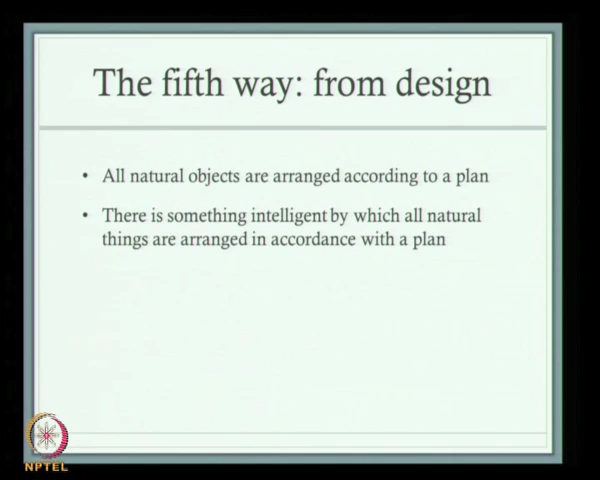 The fifth way: from design
• All natural objects are arranged according to a plan
• There is something intelligent by which all natural
things are arranged in accordance with a plan
NPTEL